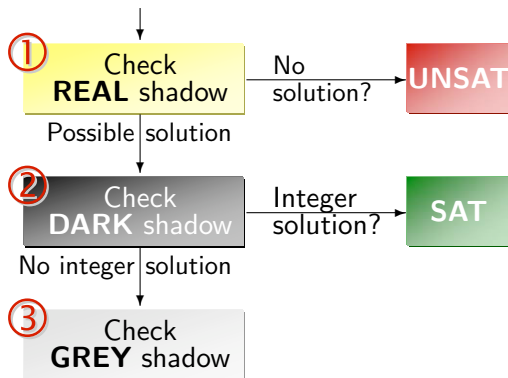 1
Check
REAL shadow
No
solution?
UNSAT
Possible solution
2
Check
DARK shadow
Integer
solution?
SAT
No integer solution
3
Check
GREY shadow